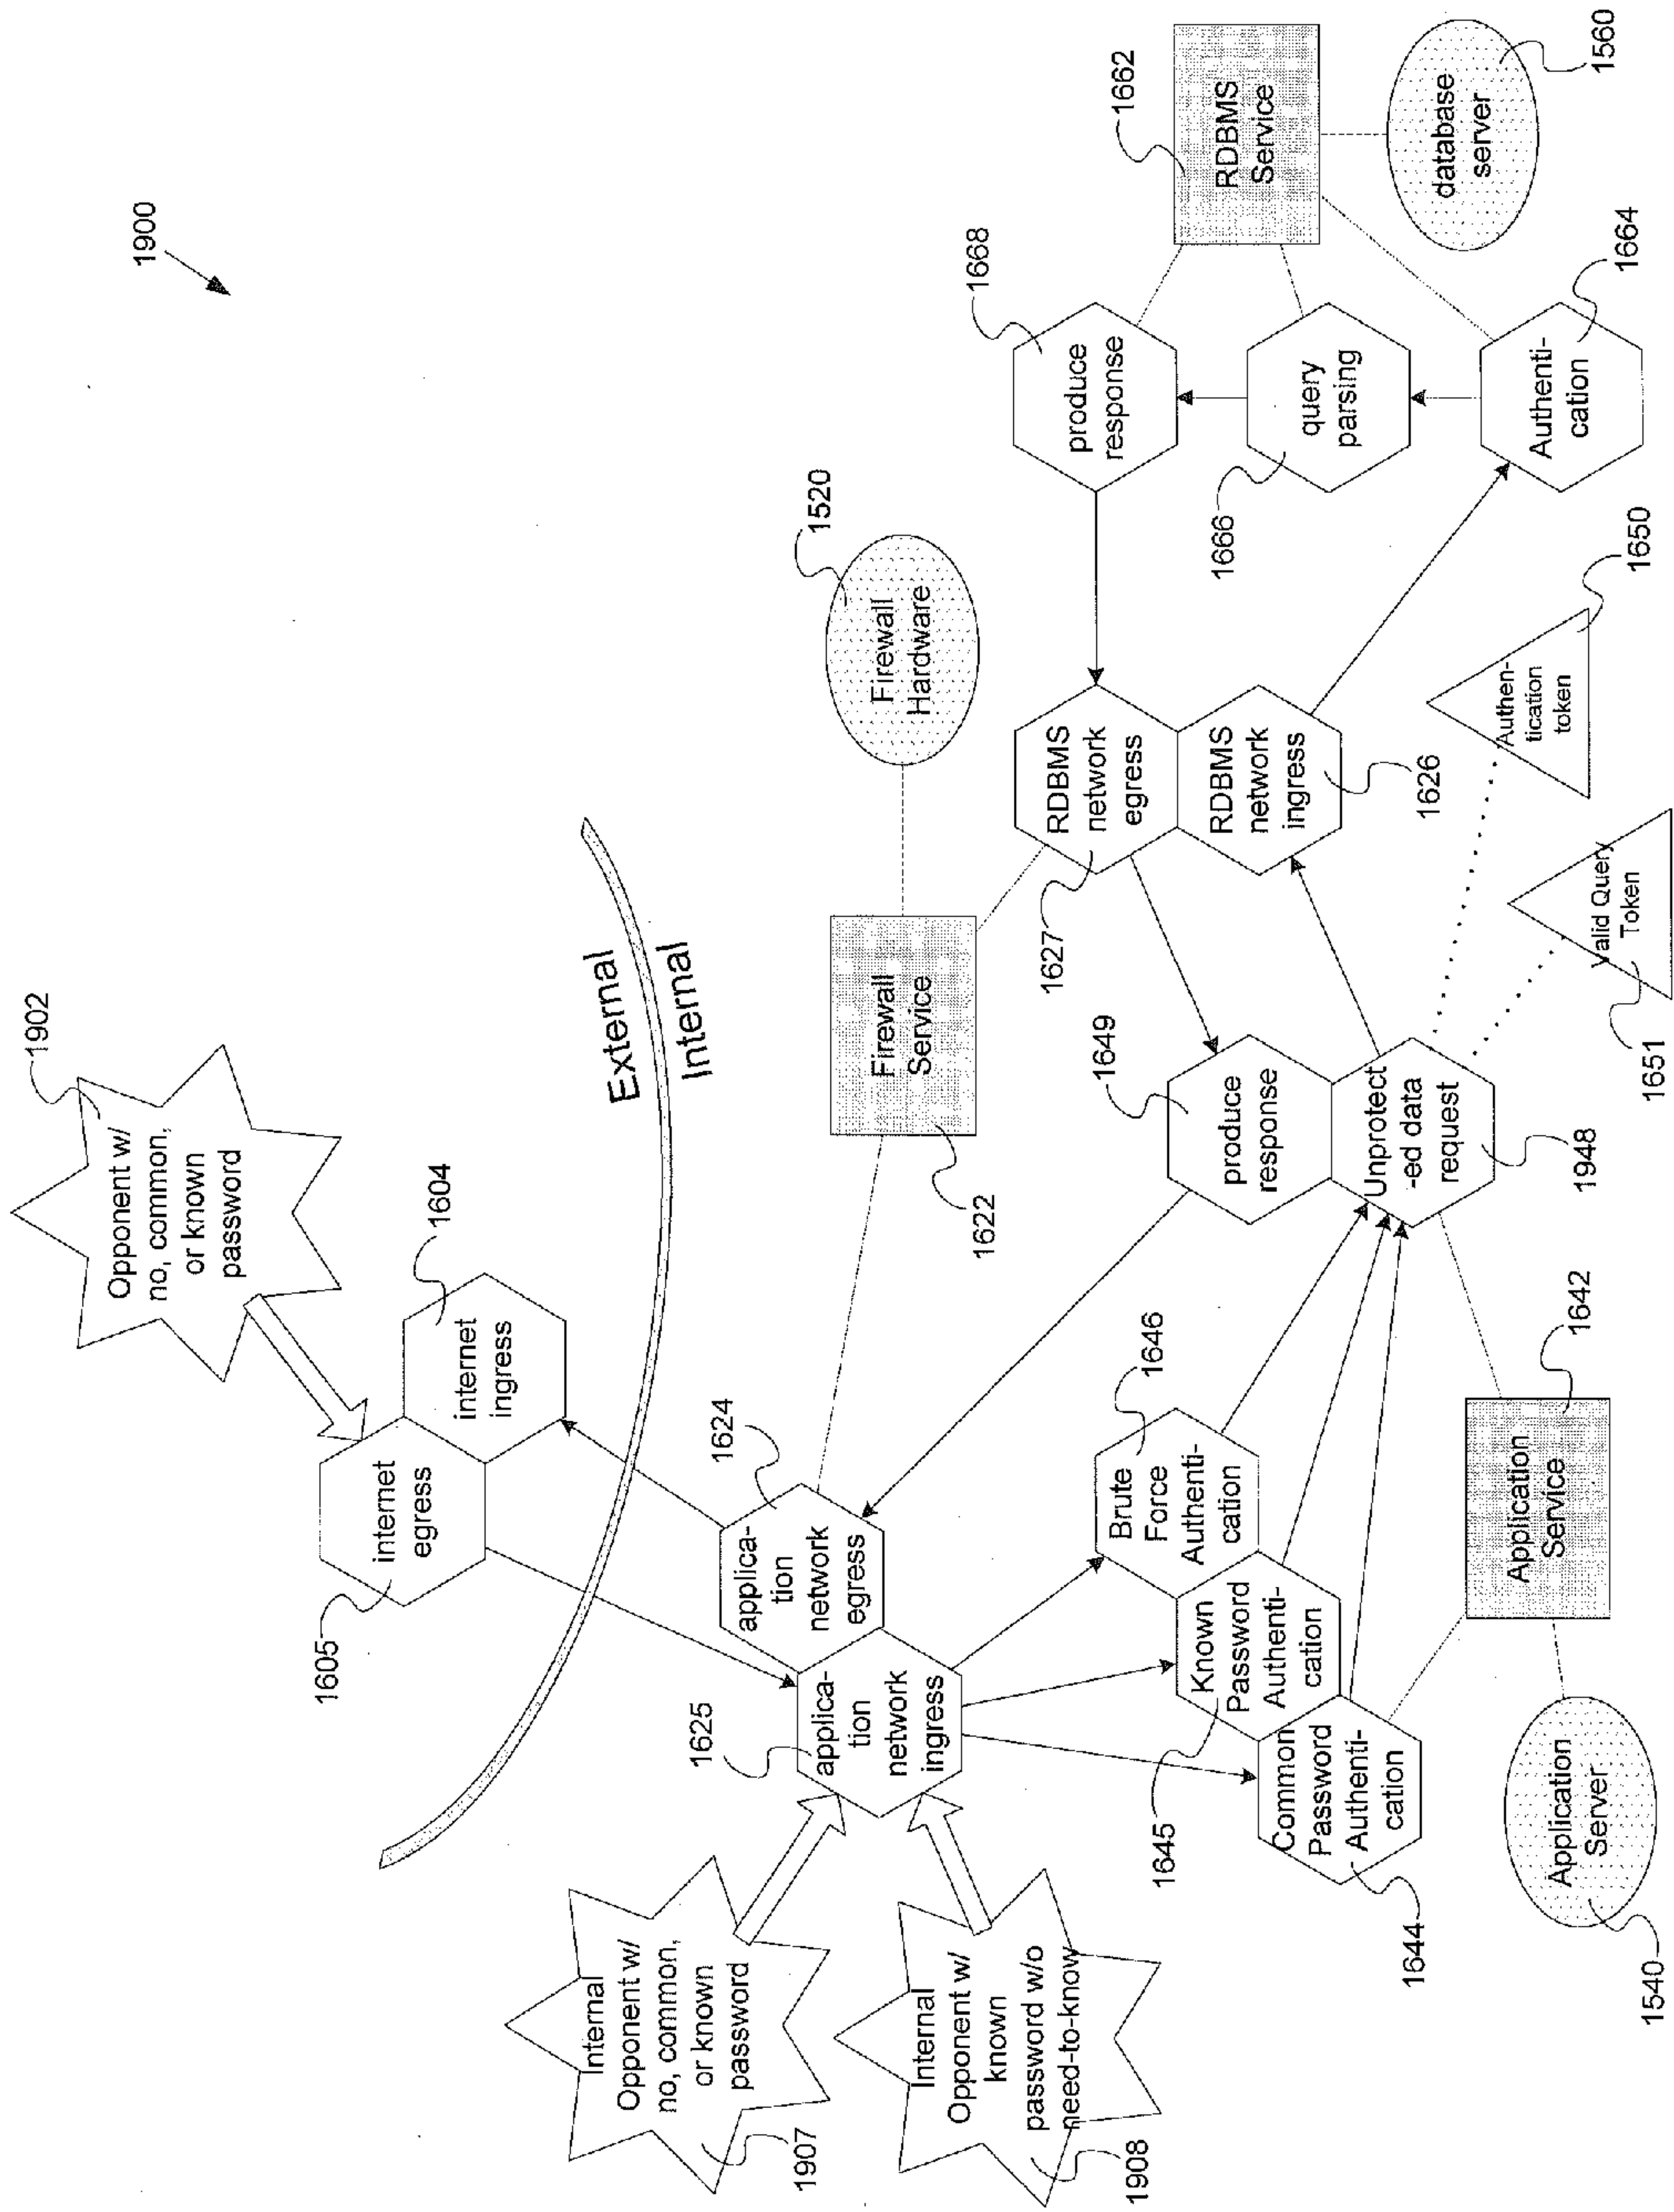 1900
Opponent w/
no, common,
or known
password
1902
internet
egress
1605
internet
ingress
1604
External
Internal
Internal
Opponent w/
no, common,
or known
password
1907
Internal
Opponent w/
known
password w/o
need-to-know
1908
applica-
tion
network
ingress
1625
applica-
tion
network
egress
1624
Firewall
Service
1622
Firewall
Hardware
1520
Common
Password
Authenti-
cation
1644
Known
Password
Authenti-
cation
1645
Brute
Force
Authenti-
cation
1646
produce
response
1649
Unprotect
-ed data
request
1948
RDBMS
network
egress
1627
RDBMS
network
ingress
1626
produce
response
1668
query
parsing
1666
Authenti-
cation
1664
RDBMS
Service
1662
database
server
1560
Application
Server
1540
Application
Service
1642
Valid Query
Token
1651
Authen-
tication
token
1650